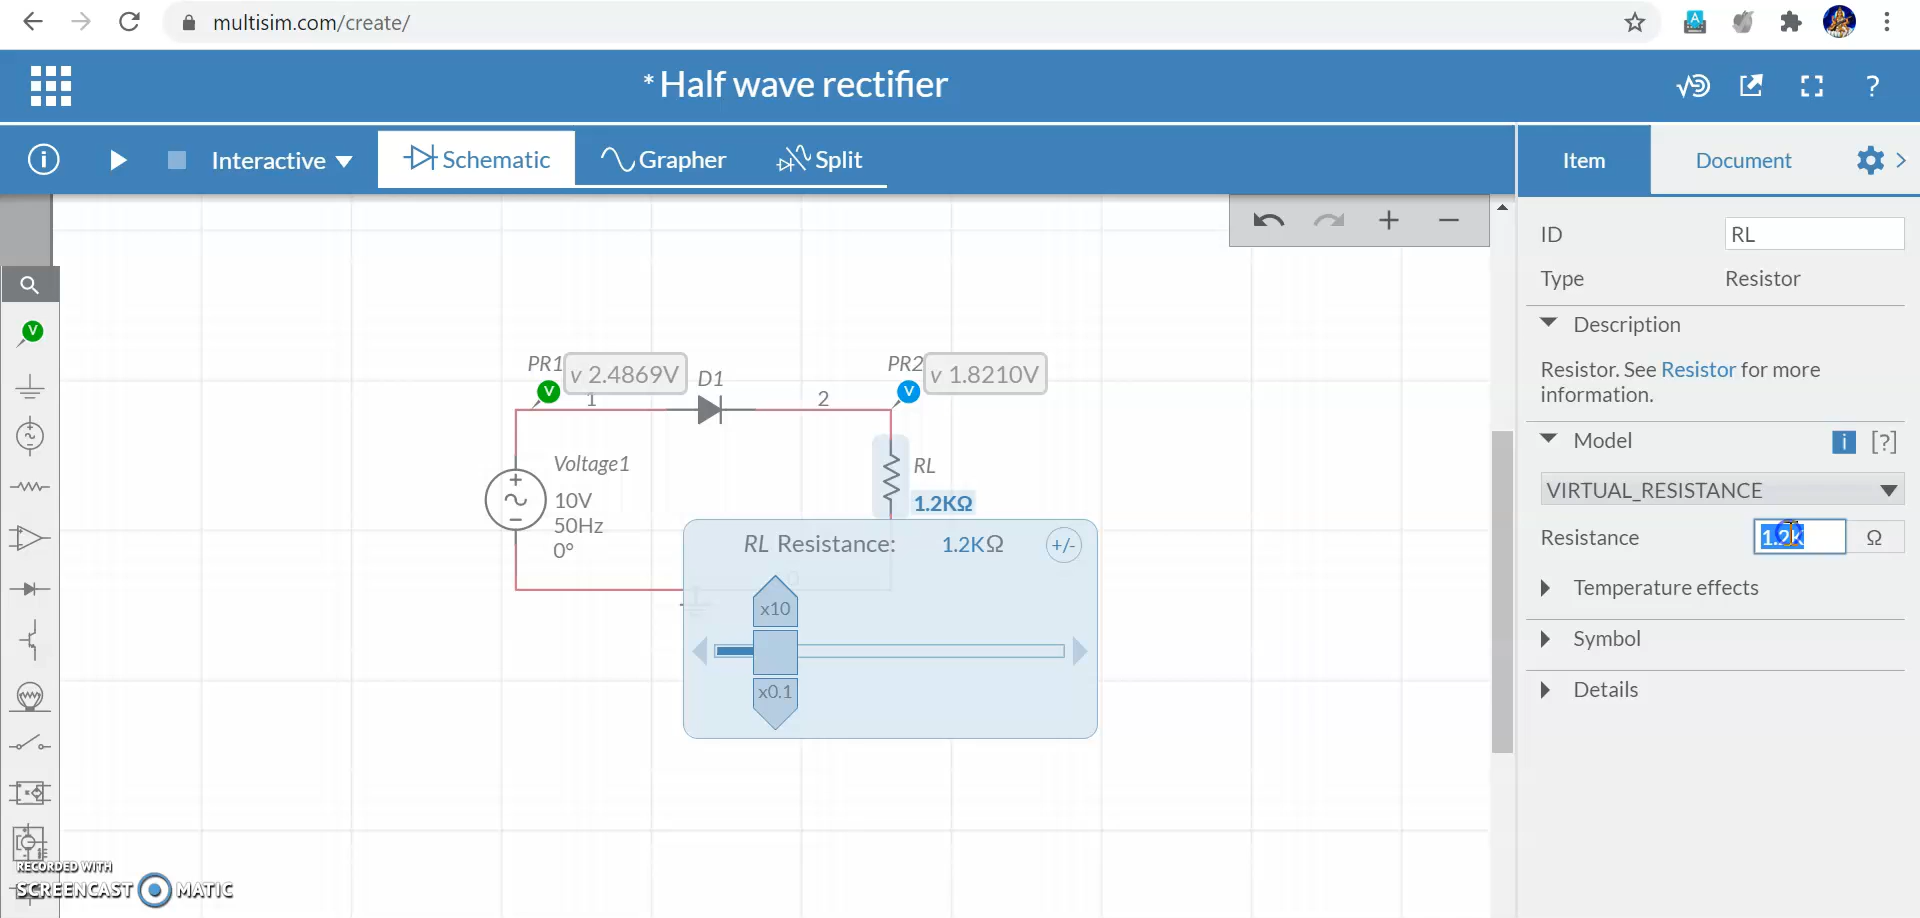 multisim.com/create/
A
* Half wave rectifier
?
i
Interactive
Schematic
Grapher
Split
Item
Document
ID
RL
Type
Resistor
Description
Resistor. See Resistor for more
information.
Model
i
[?]
VIRTUAL_RESISTANCE
Resistance
1.2k
Ω
Temperature effects
Symbol
Details
V
PR1
v 2.4869V
V
1
D1
2
PR2
v 1.8210V
V
Voltage1
10V
50Hz
0°
RL
1.2KΩ
RL Resistance:
1.2KΩ
+/-
0
x10
x0.1
RECORDED WITH
SCREENCAST MATIC